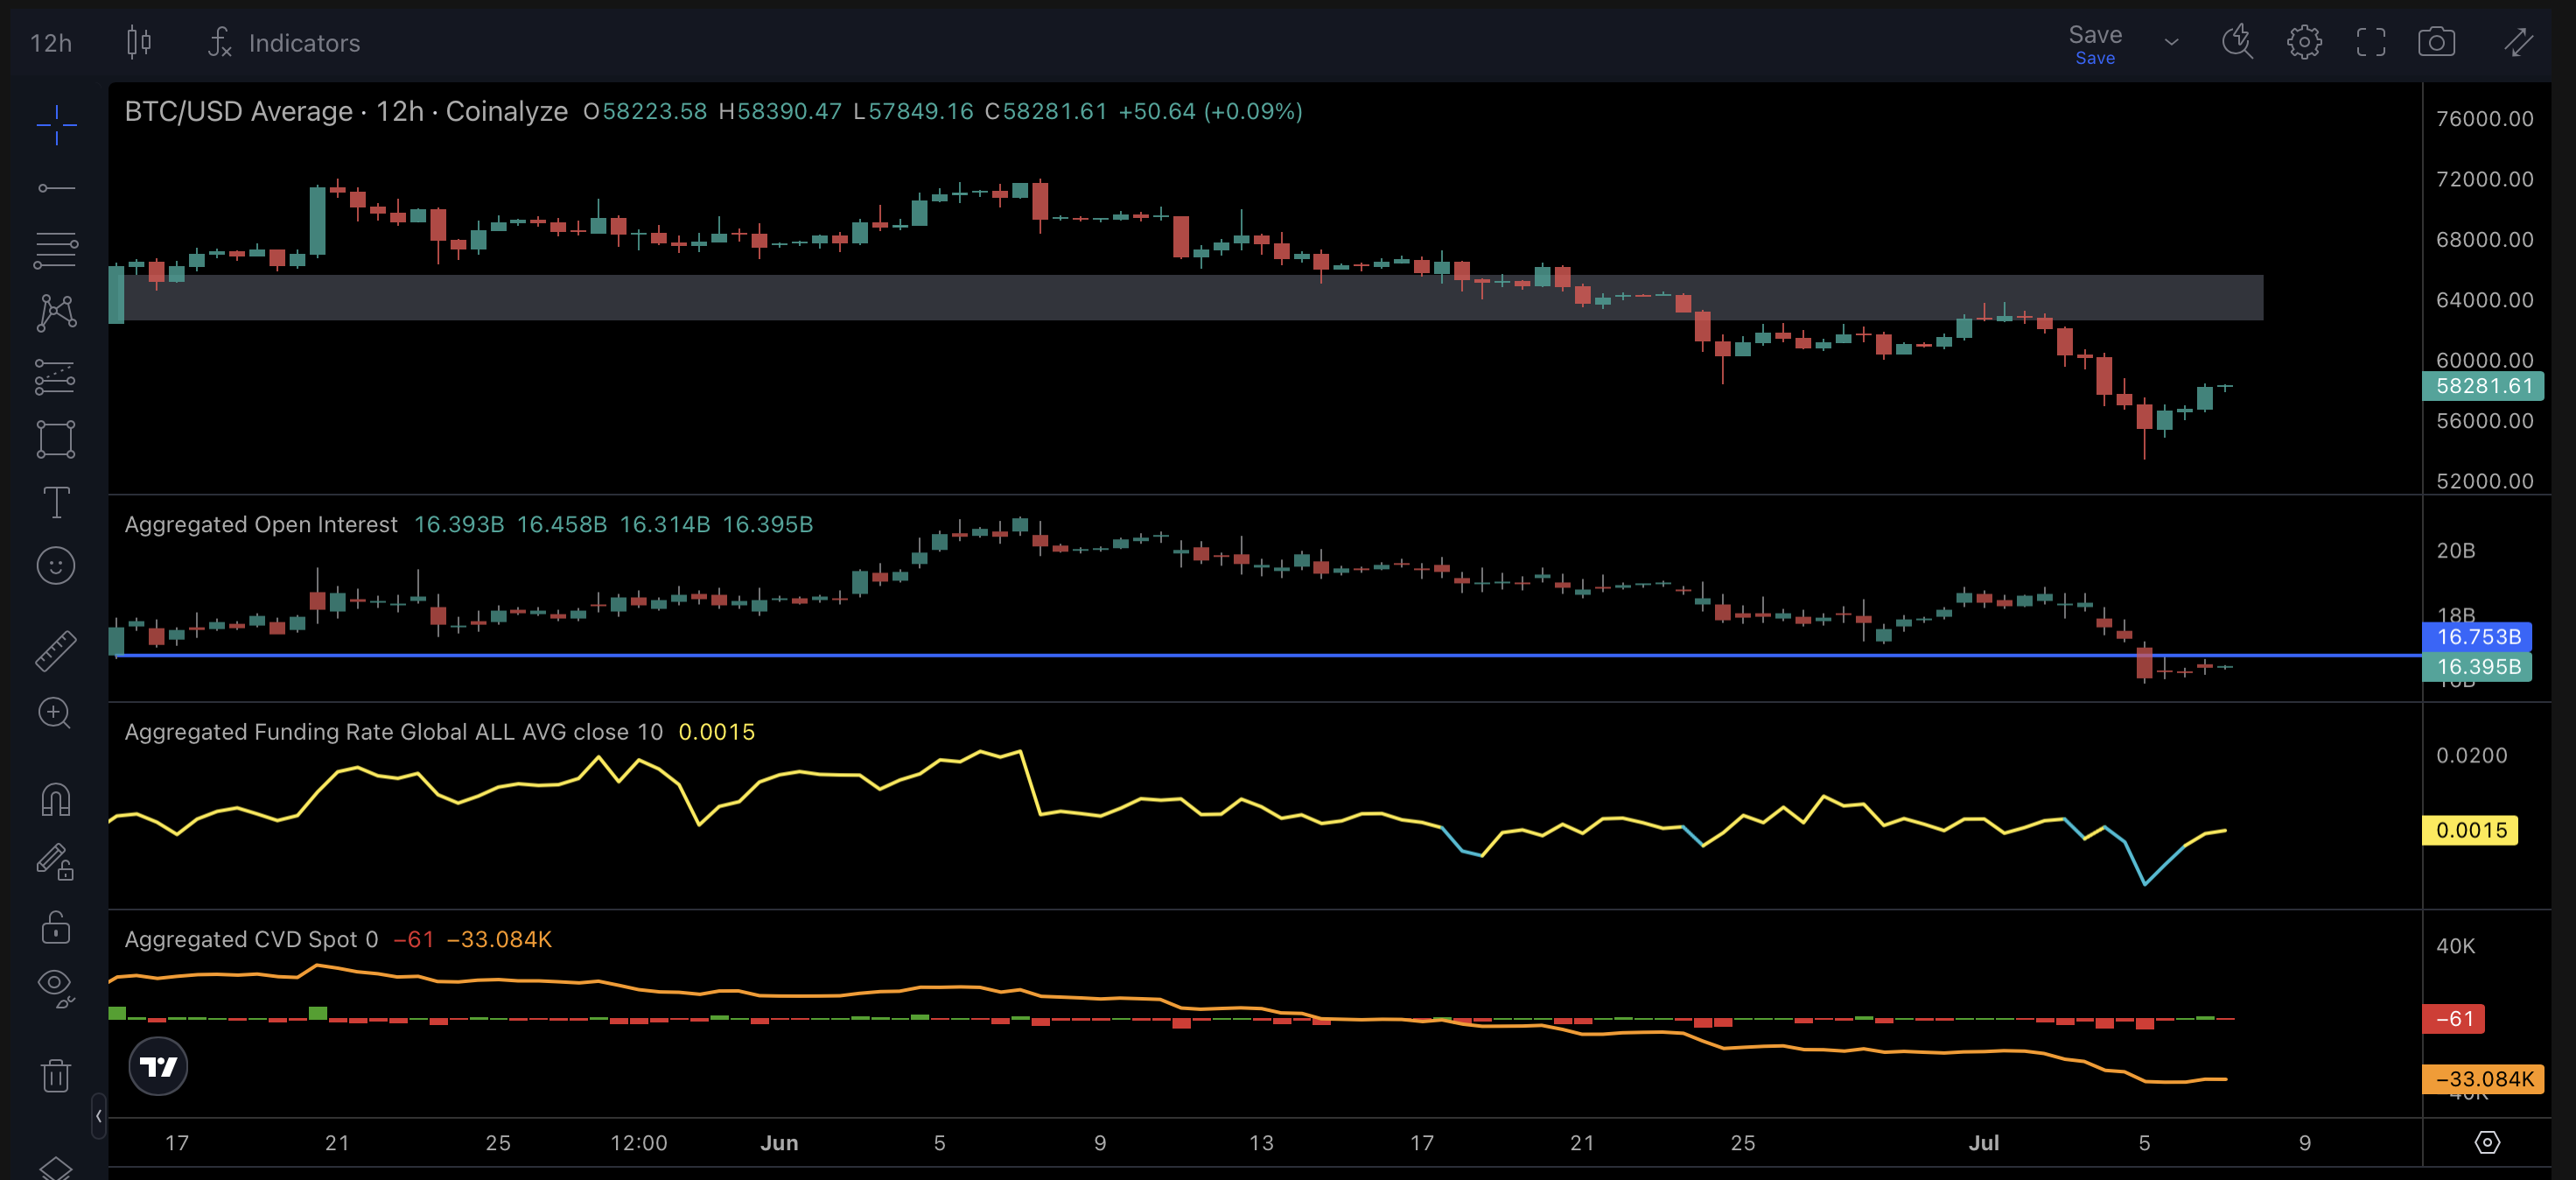 12h Indicators Save
Save
BTC/USD Average · 12h · Coinalyze O58223.58 H58390.47 L57849.16 C58281.61 +50.64 (+0.09%)
76000.00
72000.00
68000.00
64000.00
60000.00
58281.61
56000.00
52000.00
Aggregated Open Interest 16.393B 16.458B 16.314B 16.395B
20B
18B
16.753B
16.395B
Aggregated Funding Rate Global ALL AVG close 10 0.0015
0.0200
0.0015
Aggregated CVD Spot 0 −61 −33.084K
40K
−61
−33.084K
17 21 25 12:00 Jun 5 9 13 17 21 25 Jul 5 9